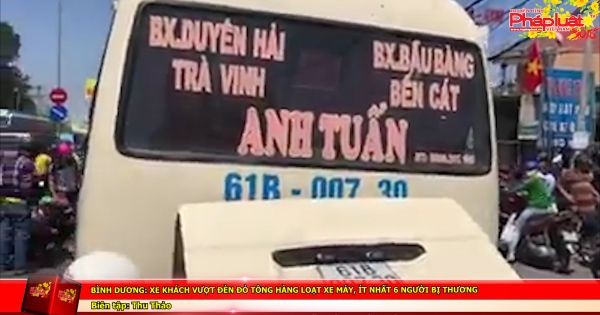 Pháp luật
BX.DUYÊN HẢI
TRÀ VINH
BX.BÀU BÀNG
BẾN CÁT
ANH TUẤN
61B - 007.30
61B
BÌNH DƯƠNG: XE KHÁCH VƯỢT ĐÈN ĐỎ TÔNG HÀNG LOẠT XE MÁY, ÍT NHẤT 6 NGƯỜI BỊ THƯƠNG
Biên tập: Thu Thảo